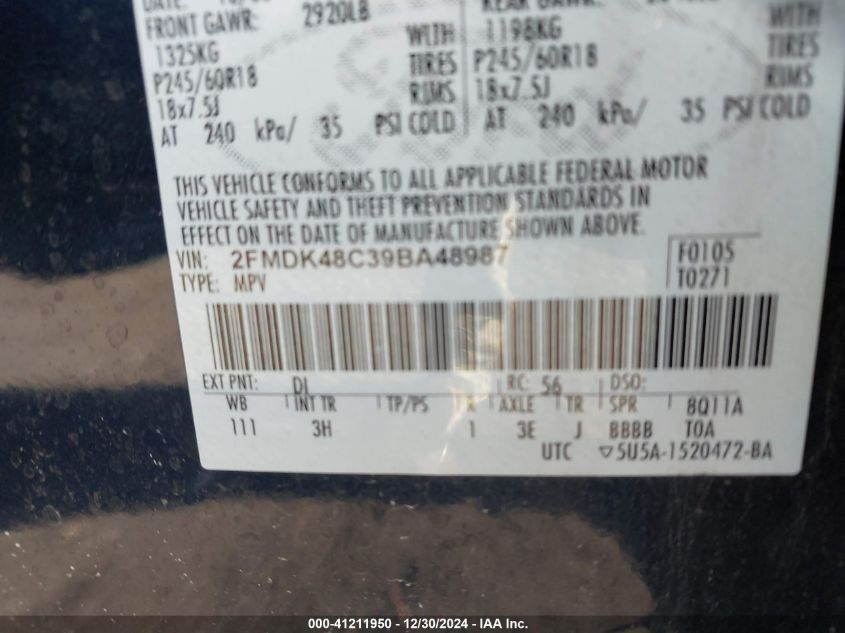 FRONT GAWR: 2920LB
1325KG WITH 1198KG WITH
P245/60R18 TIRES P245/60R18 TIRES
18x7.5J RIMS 18x7.5J RIMS
AT 240 kPa/ 35 PSI COLD AT 240 kPa/ 35 PSI COLD
THIS VEHICLE CONFORMS TO ALL APPLICABLE FEDERAL MOTOR
VEHICLE SAFETY AND THEFT PREVENTION STANDARDS IN
EFFECT ON THE DATE OF MANUFACTURE SHOWN ABOVE.
VIN: 2FMDK48C39BA48987 F0105
TYPE: MPV T0271
EXT PNT: DL RC: 56 DSO:
WB INT TR TP/PS R AXLE TR SPR 8Q11A
111 3H 1 3E J BBBB T0A
UTC ▽5U5A-1520472-BA
000-41211950 - 12/30/2024 - IAA Inc.